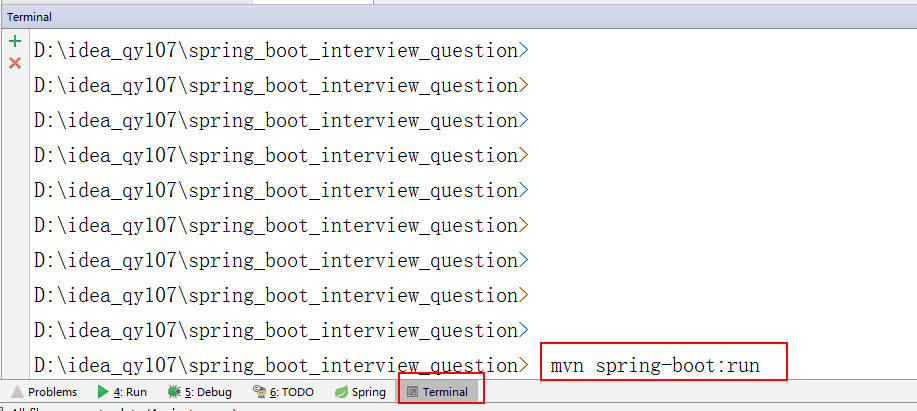 Terminal
D:\idea_qy107\spring_boot_interview_question>
D:\idea_qy107\spring_boot_interview_question>
D:\idea_qy107\spring_boot_interview_question>
D:\idea_qy107\spring_boot_interview_question>
D:\idea_qy107\spring_boot_interview_question>
D:\idea_qy107\spring_boot_interview_question>
D:\idea_qy107\spring_boot_interview_question>
D:\idea_qy107\spring_boot_interview_question>
D:\idea_qy107\spring_boot_interview_question>
D:\idea_qy107\spring_boot_interview_question> mvn spring-boot:run
Problems 4: Run 5: Debug 6: TODO Spring Terminal